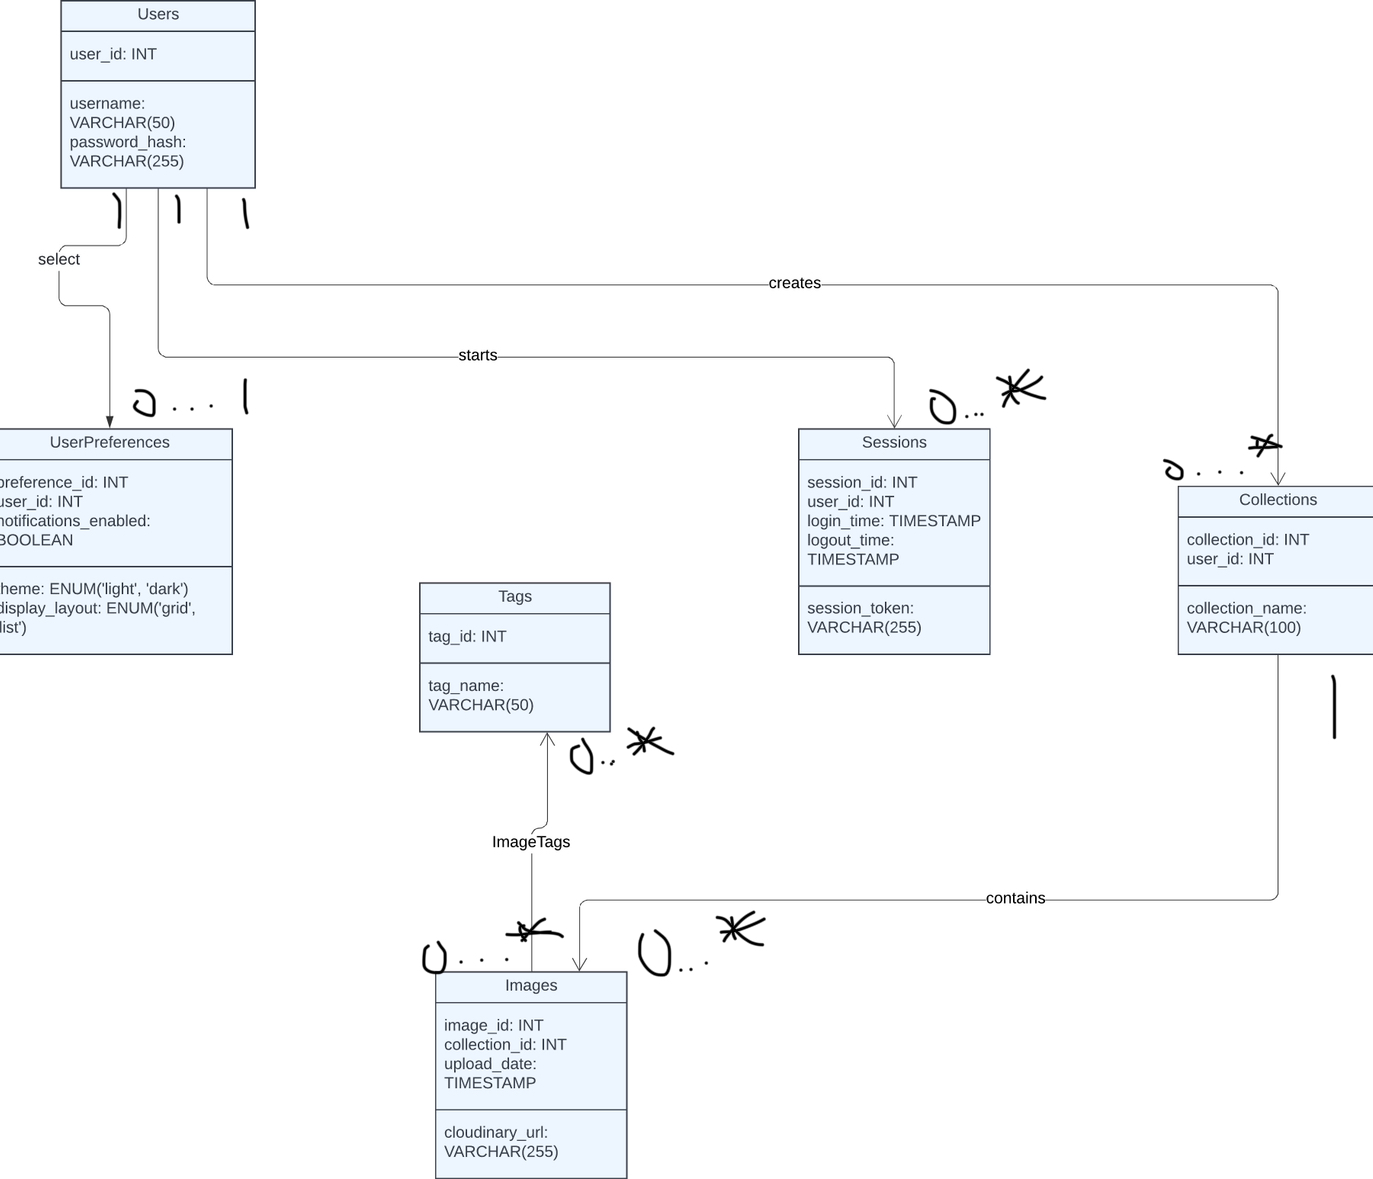 Users
user_id: INT
username:
VARCHAR(50)
password_hash:
VARCHAR(255)
1
1
1
select
creates
starts
0...1
0...*
0...*
UserPreferences
preference_id: INT
user_id: INT
notifications_enabled:
BOOLEAN
theme: ENUM('light', 'dark')
display_layout: ENUM('grid',
'list')
Sessions
session_id: INT
user_id: INT
login_time: TIMESTAMP
logout_time:
TIMESTAMP
session_token:
VARCHAR(255)
Collections
collection_id: INT
user_id: INT
collection_name:
VARCHAR(100)
1
Tags
tag_id: INT
tag_name:
VARCHAR(50)
0..*
ImageTags
contains
0...*
0...*
Images
image_id: INT
collection_id: INT
upload_date:
TIMESTAMP
cloudinary_url:
VARCHAR(255)